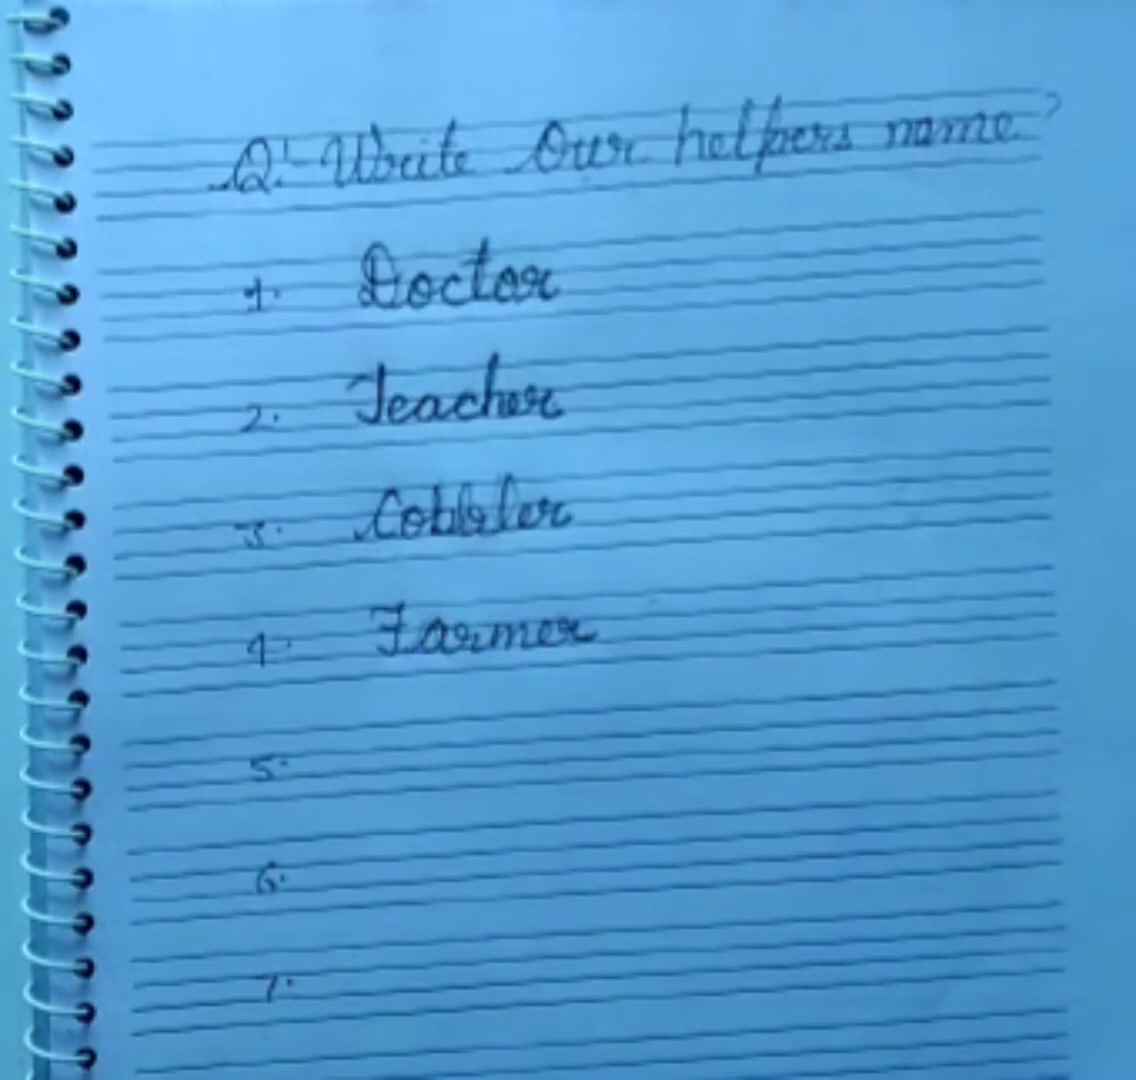 Q!- Write Our helpers name?
1. Doctor
2. Teacher
3. Cobbler
4. Farmer
5.
6.
7.